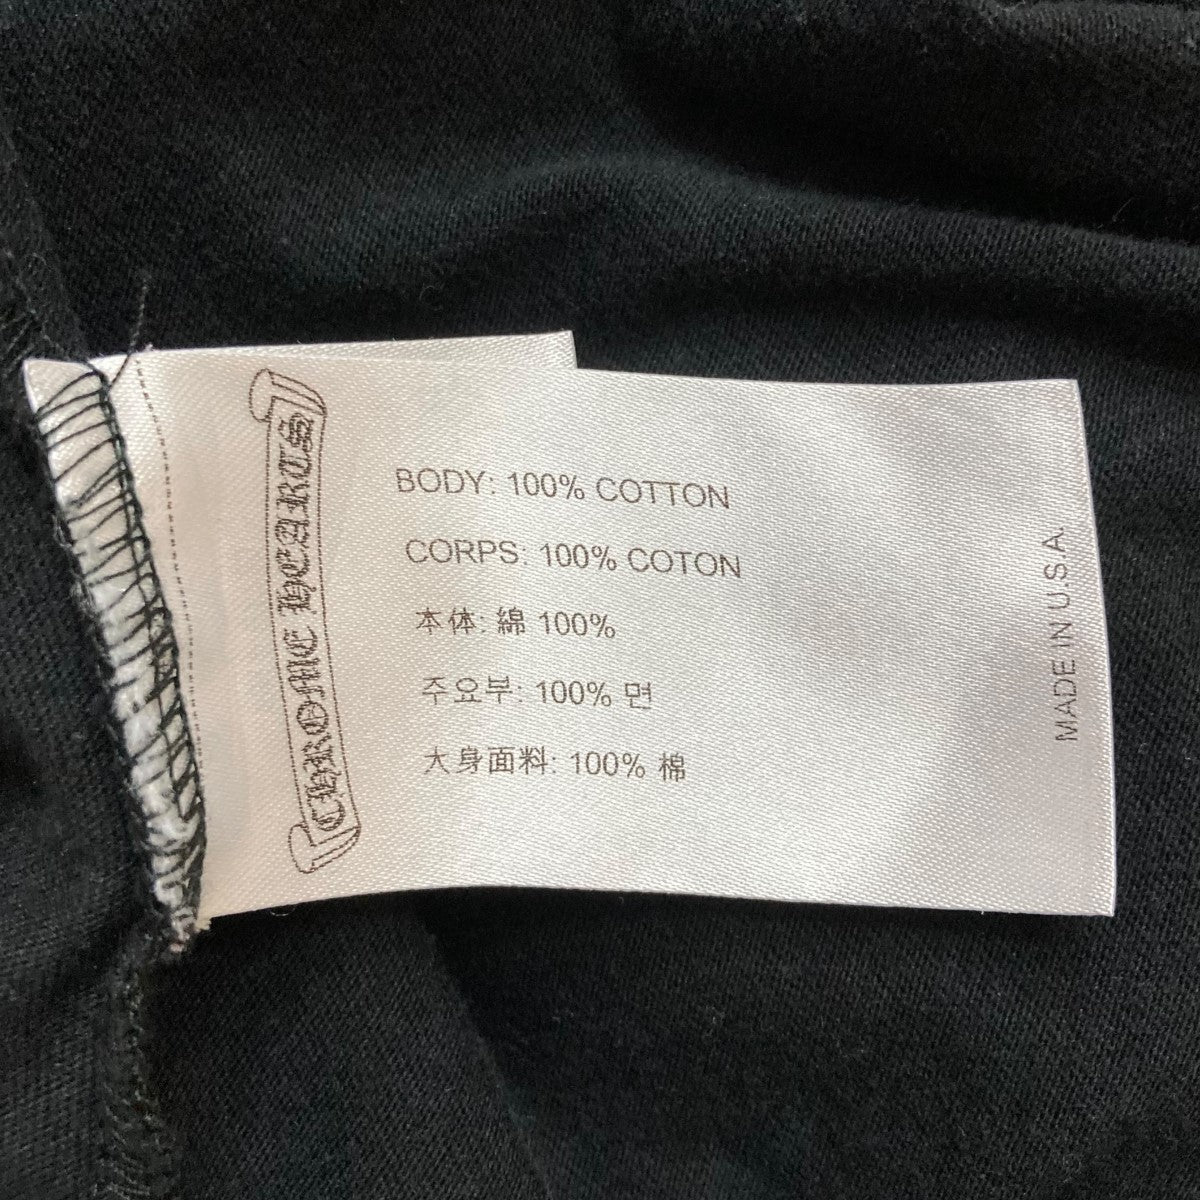 CHROME HEARTS
BODY: 100% COTTON
CORPS: 100% COTON
本体: 綿 100%
주요부: 100% 면
大身面料: 100% 棉
MADE IN U.S.A.